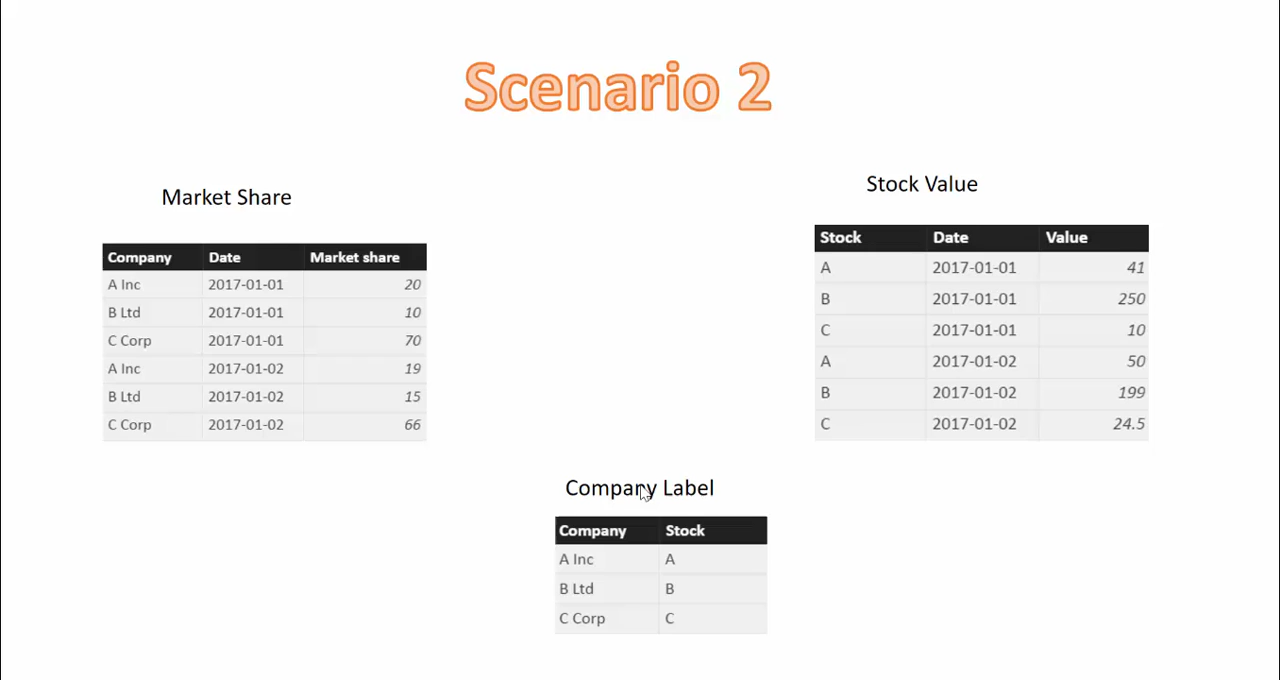 Scenario 2
Market Share
Company Date Market share
A Inc 2017-01-01 20
B Ltd 2017-01-01 10
C Corp 2017-01-01 70
A Inc 2017-01-02 19
B Ltd 2017-01-02 15
C Corp 2017-01-02 66
Stock Value
Stock Date Value
A 2017-01-01 41
B 2017-01-01 250
C 2017-01-01 10
A 2017-01-02 50
B 2017-01-02 199
C 2017-01-02 24.5
Company Label
Company Stock
A Inc A
B Ltd B
C Corp C